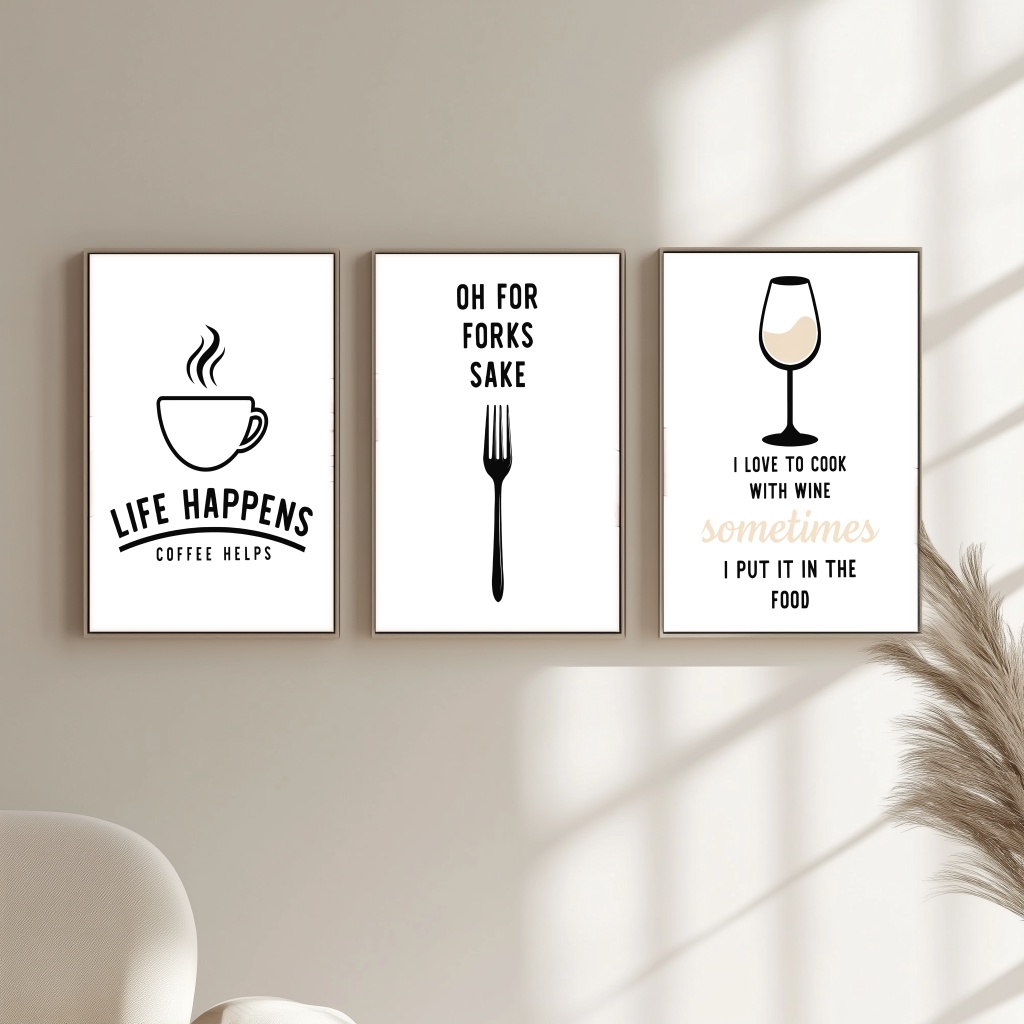 LIFE HAPPENS
COFFEE HELPS
OH FOR
FORKS
SAKE
I LOVE TO COOK
WITH WINE
sometimes
I PUT IT IN THE
FOOD